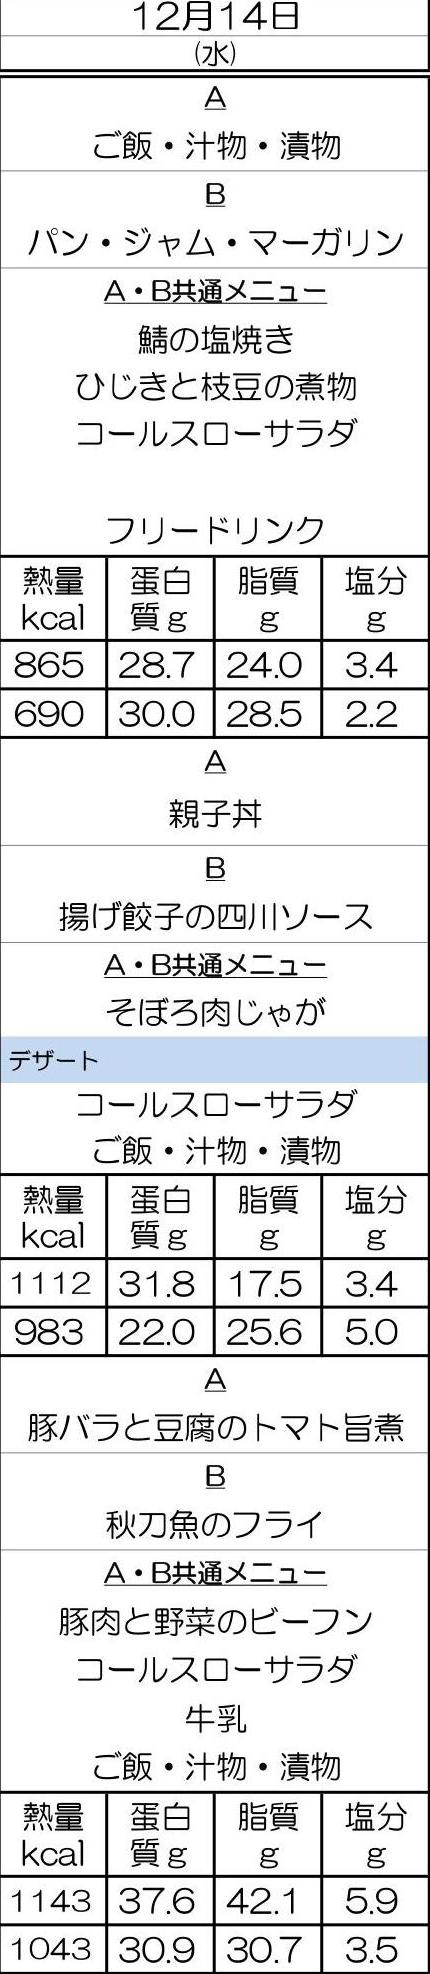 12月14日
(水)
A
ご飯・汁物・漬物
B
パン・ジャム・マーガリン
A・B共通メニュー
鯖の塩焼き
ひじきと枝豆の煮物
コールスローサラダ
フリードリンク
熱量 蛋白 脂質 塩分
kcal 質g g g
865 28.7 24.0 3.4
690 30.0 28.5 2.2
A
親子丼
B
揚げ餃子の四川ソース
A・B共通メニュー
そぼろ肉じゃが
デザート
コールスローサラダ
ご飯・汁物・漬物
熱量 蛋白 脂質 塩分
kcal 質g g g
1112 31.8 17.5 3.4
983 22.0 25.6 5.0
A
豚バラと豆腐のトマト旨煮
B
秋刀魚のフライ
A・B共通メニュー
豚肉と野菜のビーフン
コールスローサラダ
牛乳
ご飯・汁物・漬物
熱量 蛋白 脂質 塩分
kcal 質g g g
1143 37.6 42.1 5.9
1043 30.9 30.7 3.5